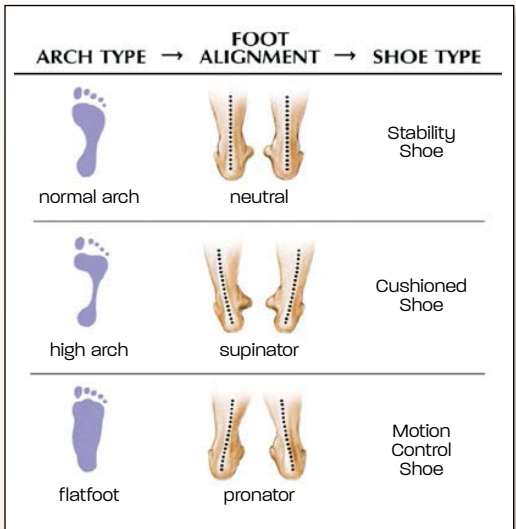 ARCH TYPE → FOOT ALIGNMENT → SHOE TYPE
Stability
Shoe
normal arch neutral
Cushioned
Shoe
high arch supinator
Motion
Control
Shoe
flatfoot pronator